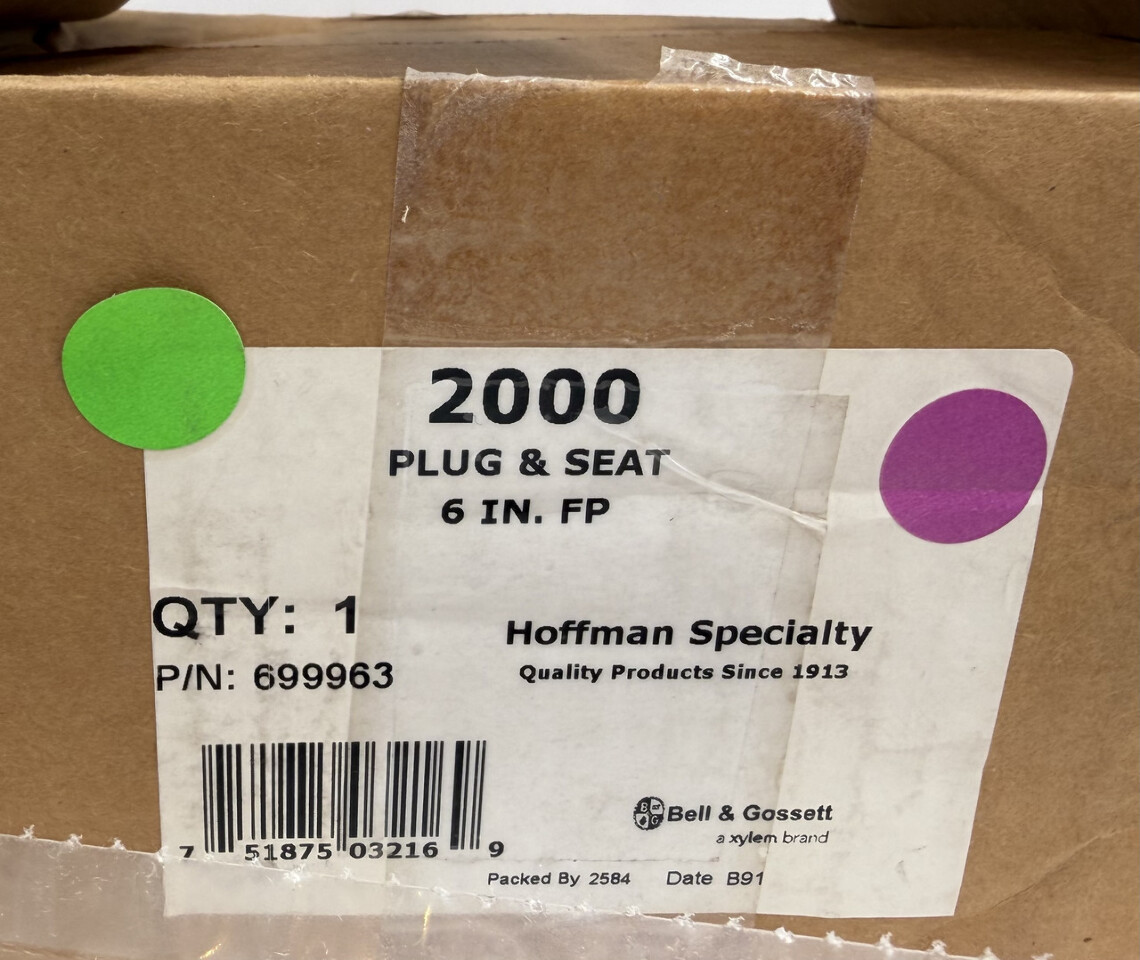 2000
PLUG & SEAT
6 IN. FP
QTY: 1
P/N: 699963
Hoffman Specialty
Quality Products Since 1913
7 51875 03216 9
B&G
Bell & Gossett
a xylem brand
Packed By 2584 Date B91